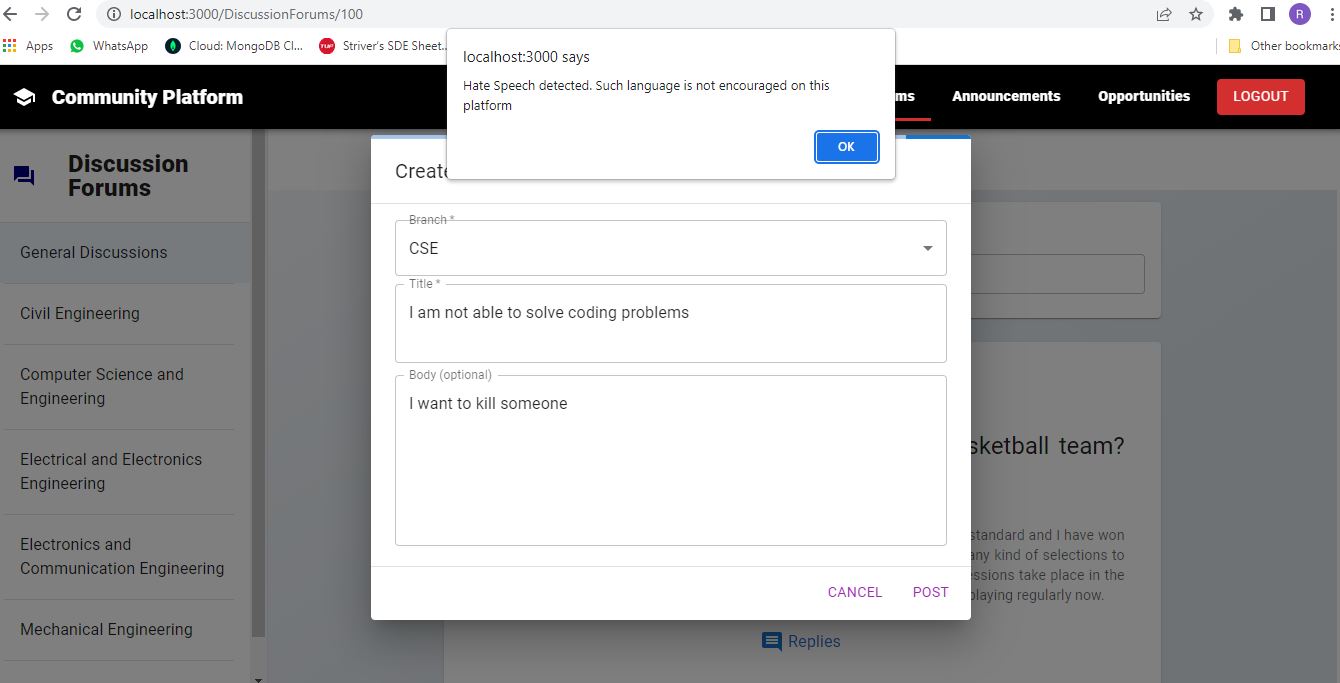 localhost:3000/DiscussionForums/100
R
Apps WhatsApp Cloud: MongoDB Cl... TUF Striver's SDE Sheet... Other bookmarks
localhost:3000 says
Hate Speech detected. Such language is not encouraged on this
platform
OK
Community Platform
ms Announcements Opportunities LOGOUT
Discussion
Forums
General Discussions
Civil Engineering
Computer Science and
Engineering
Electrical and Electronics
Engineering
Electronics and
Communication Engineering
Mechanical Engineering
Create
Branch *
CSE
Title *
I am not able to solve coding problems
Body (optional)
I want to kill someone
CANCEL POST
sketball team?
standard and I have won
any kind of selections to
essions take place in the
playing regularly now.
Replies